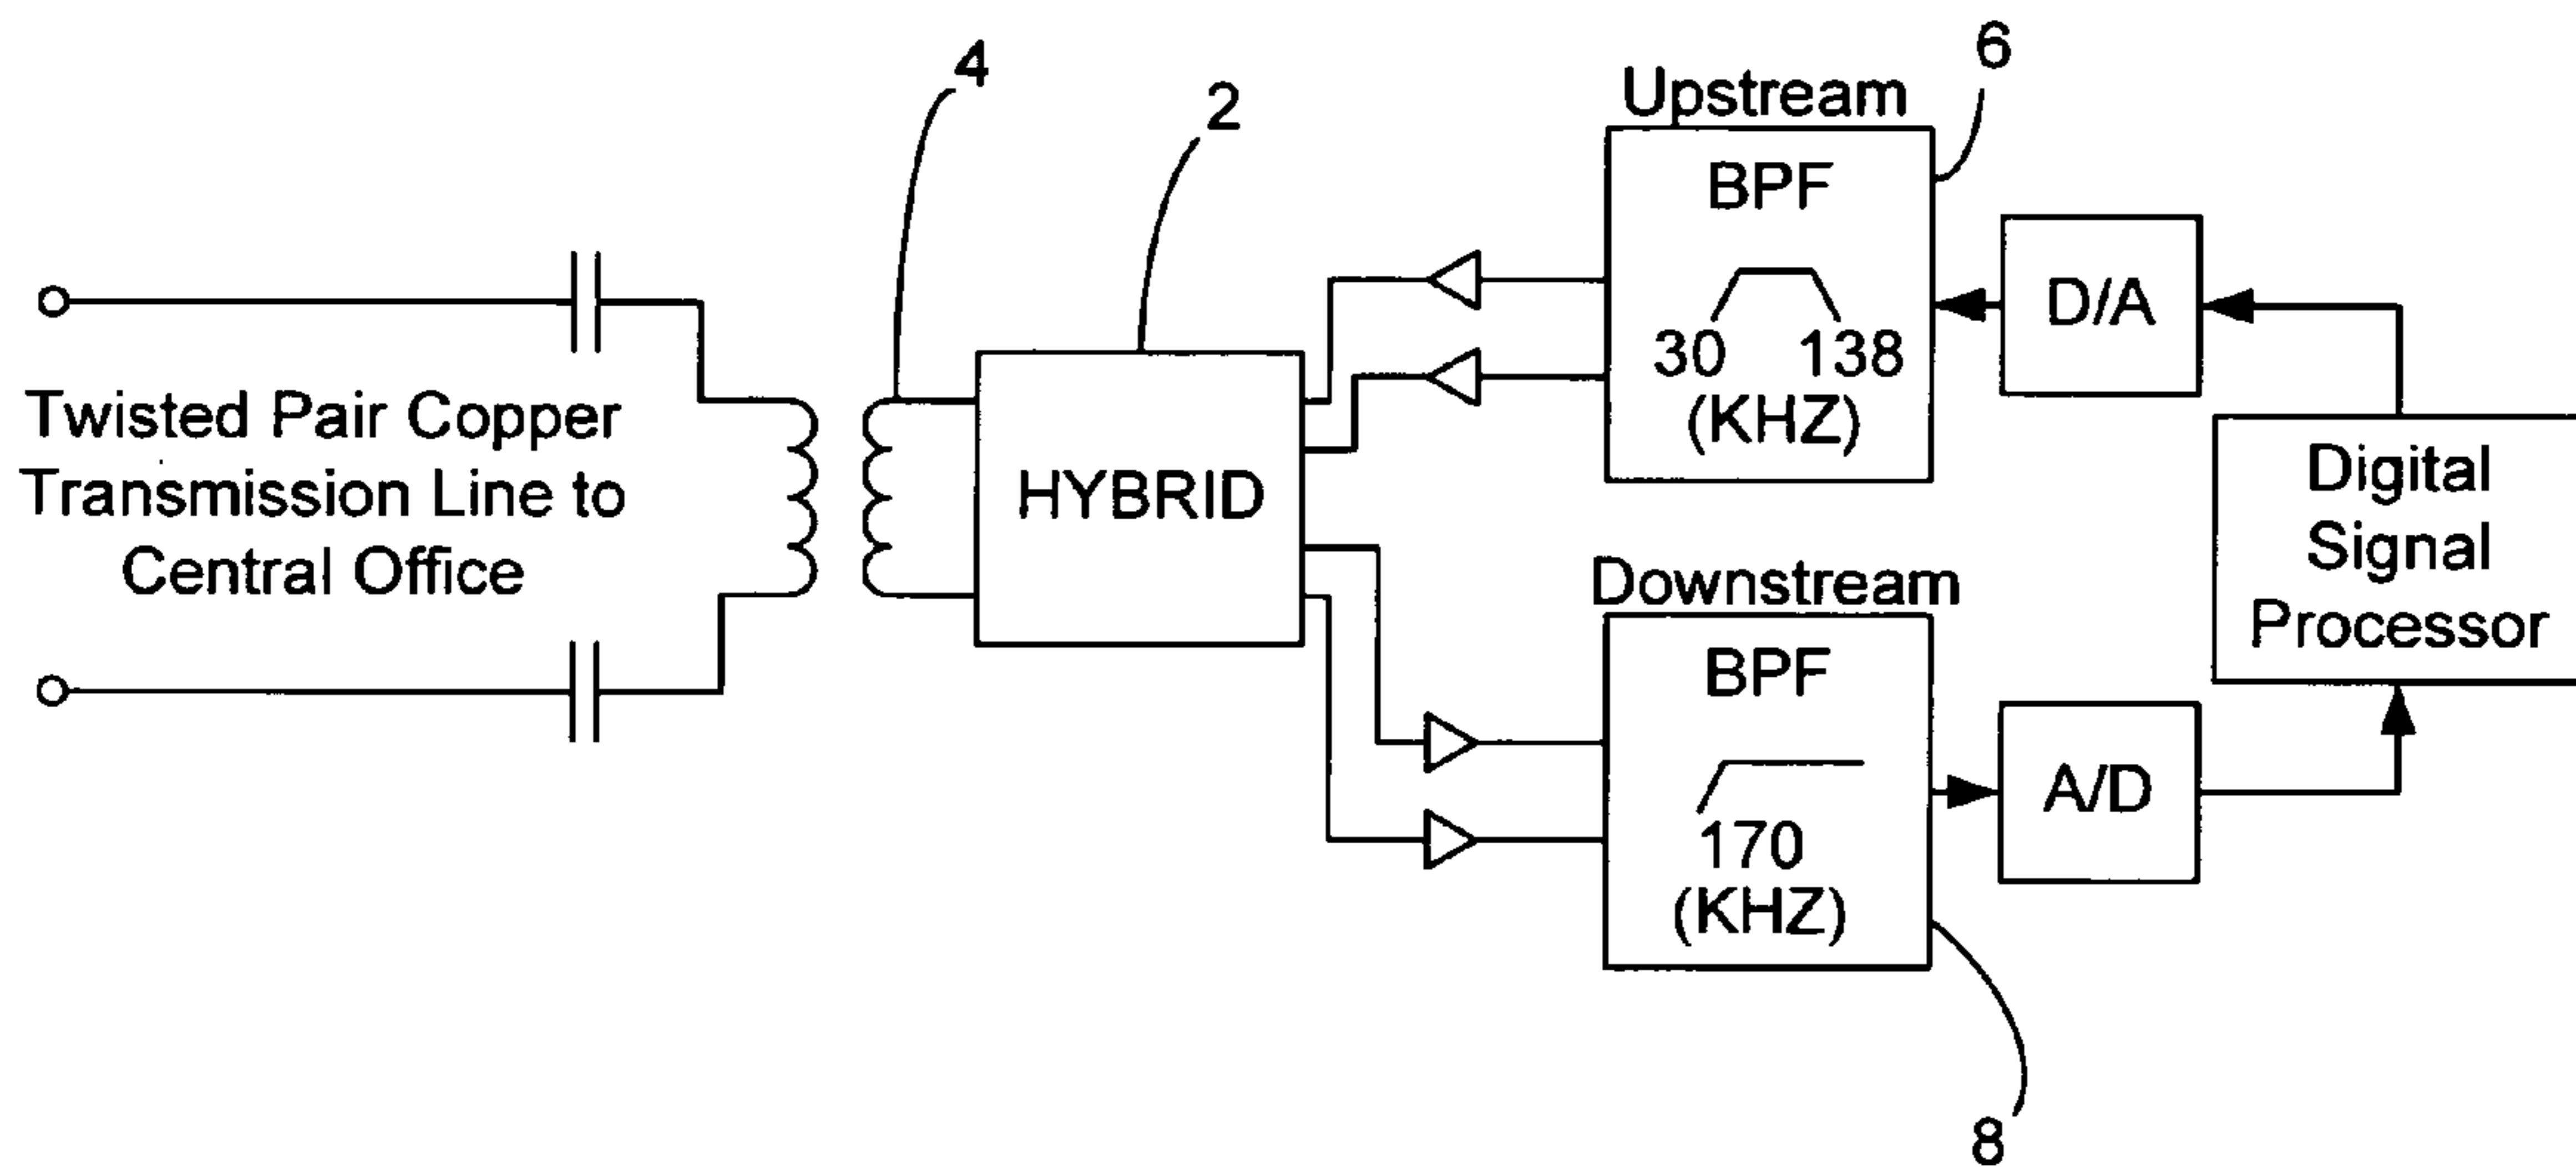 4
2
6
Upstream
BPF
30 138
(KHZ)
D/A
Twisted Pair Copper
Transmission Line to
Central Office
HYBRID
Digital
Signal
Processor
Downstream
BPF
170
(KHZ)
A/D
8